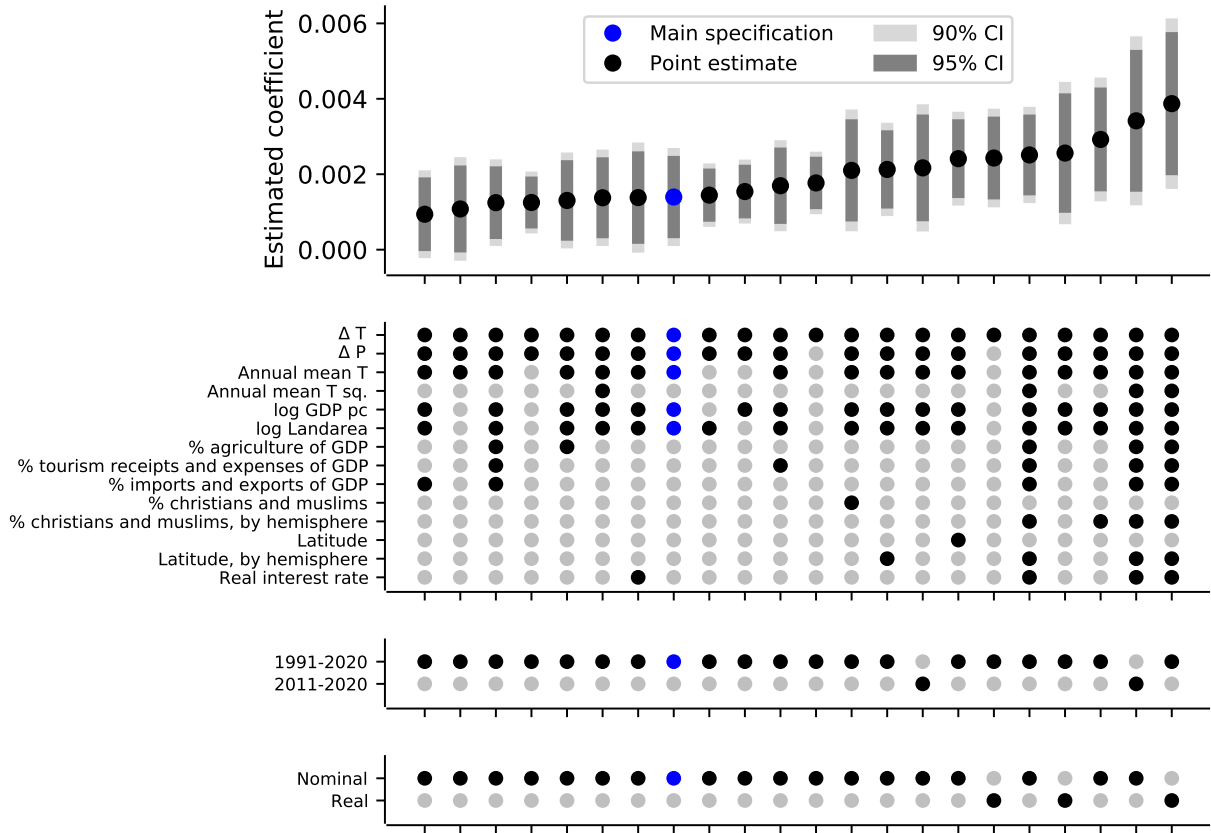 Estimated coefficient
0.006
0.004
0.002
0.000
Main specification
Point estimate
90% CI
95% CI
Δ T
Δ P
Annual mean T
Annual mean T sq.
log GDP pc
log Landarea
% agriculture of GDP
% tourism receipts and expenses of GDP
% imports and exports of GDP
% christians and muslims
% christians and muslims, by hemisphere
Latitude
Latitude, by hemisphere
Real interest rate
1991-2020
2011-2020
Nominal
Real